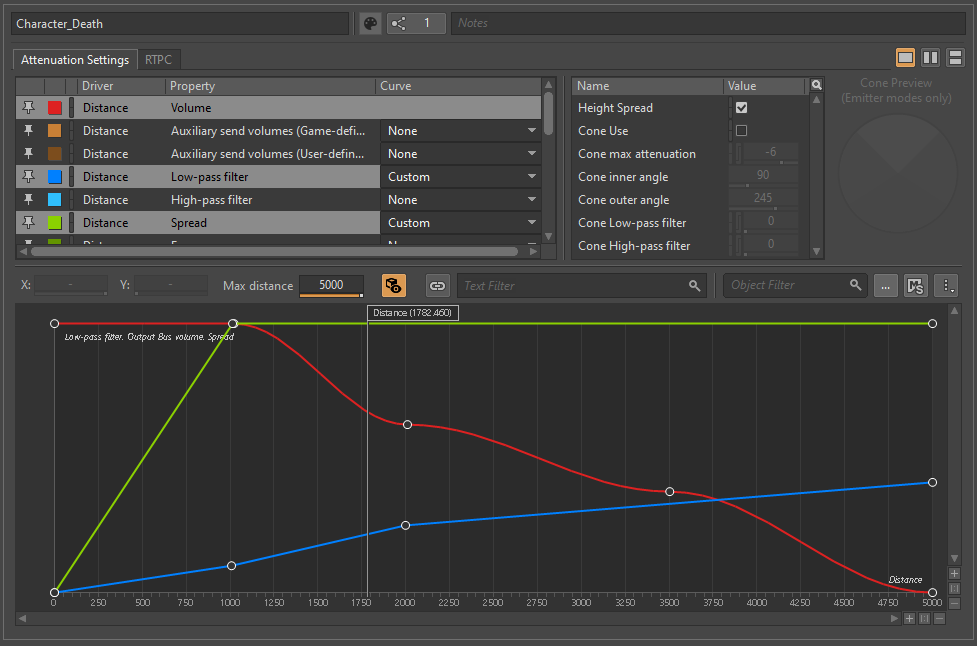 Character_Death 1 Notes
Attenuation Settings RTPC
Driver Property Curve
Distance Volume
Distance Auxiliary send volumes (Game-defi... None
Distance Auxiliary send volumes (User-defin... None
Distance Low-pass filter Custom
Distance High-pass filter None
Distance Spread Custom
Name Value
Height Spread
Cone Use
Cone max attenuation -6
Cone inner angle 90
Cone outer angle 245
Cone Low-pass filter 0
Cone High-pass filter 0
Cone Preview
(Emitter modes only)
X: - Y: - Max distance 5000 Text Filter Object Filter ... MS
Distance (1782.460)
Low-pass filter, Output Bus volume, Spread
Distance
0 250 500 750 1000 1250 1500 1750 2000 2250 2500 2750 3000 3250 3500 3750 4000 4250 4500 4750 5000